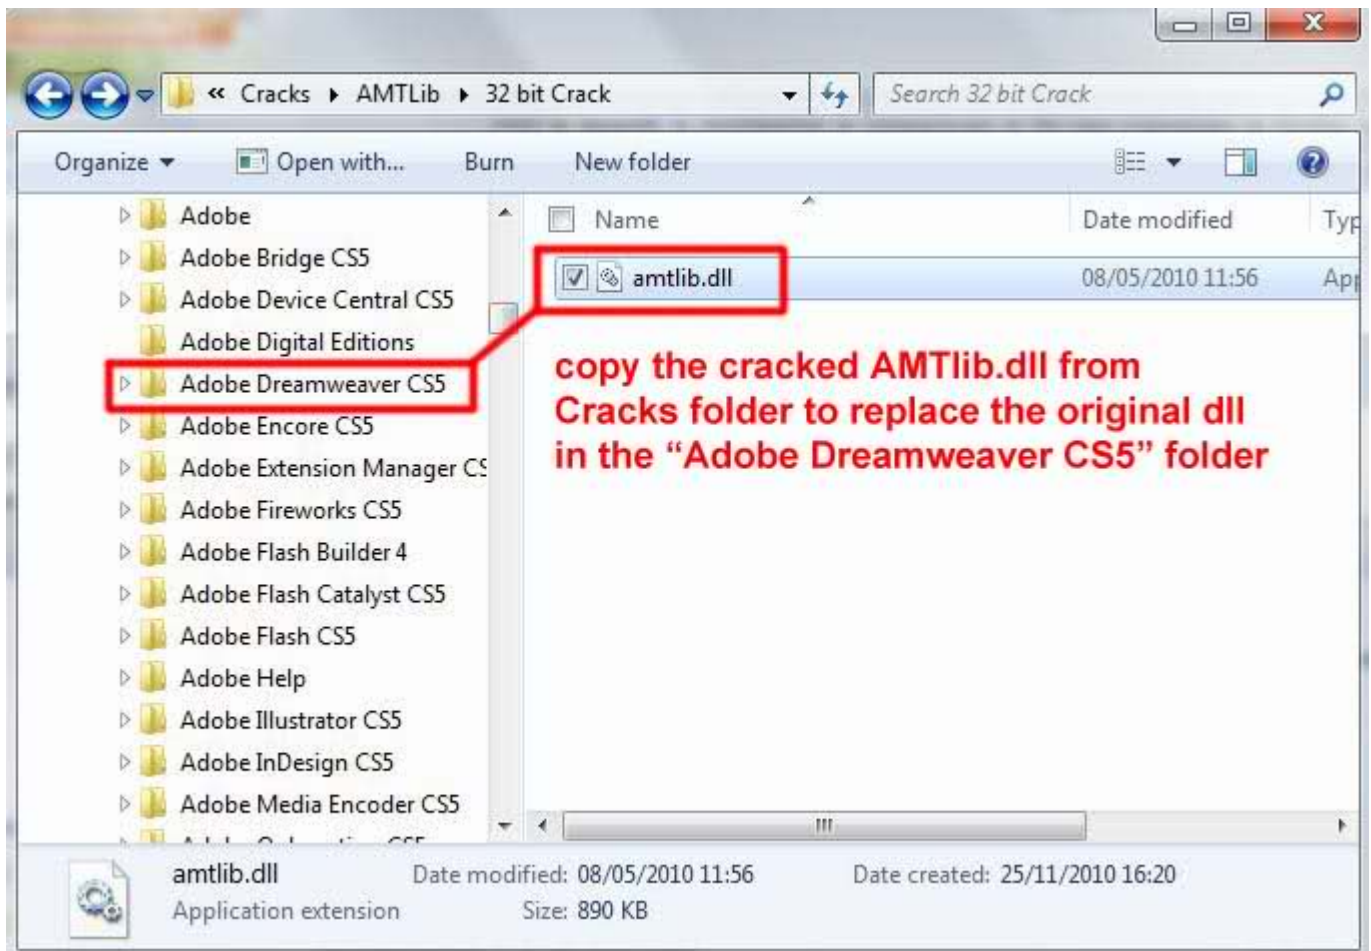 « Cracks ▸ AMTLib ▸ 32 bit Crack
Search 32 bit Crack
Organize
Open with...
Burn
New folder
Adobe
Adobe Bridge CS5
Adobe Device Central CS5
Adobe Digital Editions
Adobe Dreamweaver CS5
Adobe Encore CS5
Adobe Extension Manager CS
Adobe Fireworks CS5
Adobe Flash Builder 4
Adobe Flash Catalyst CS5
Adobe Flash CS5
Adobe Help
Adobe Illustrator CS5
Adobe InDesign CS5
Adobe Media Encoder CS5
Name
Date modified
Typ
amtlib.dll
08/05/2010 11:56
App
copy the cracked AMTlib.dll from
Cracks folder to replace the original dll
in the “Adobe Dreamweaver CS5” folder
amtlib.dll
Date modified: 08/05/2010 11:56
Date created: 25/11/2010 16:20
Application extension
Size: 890 KB